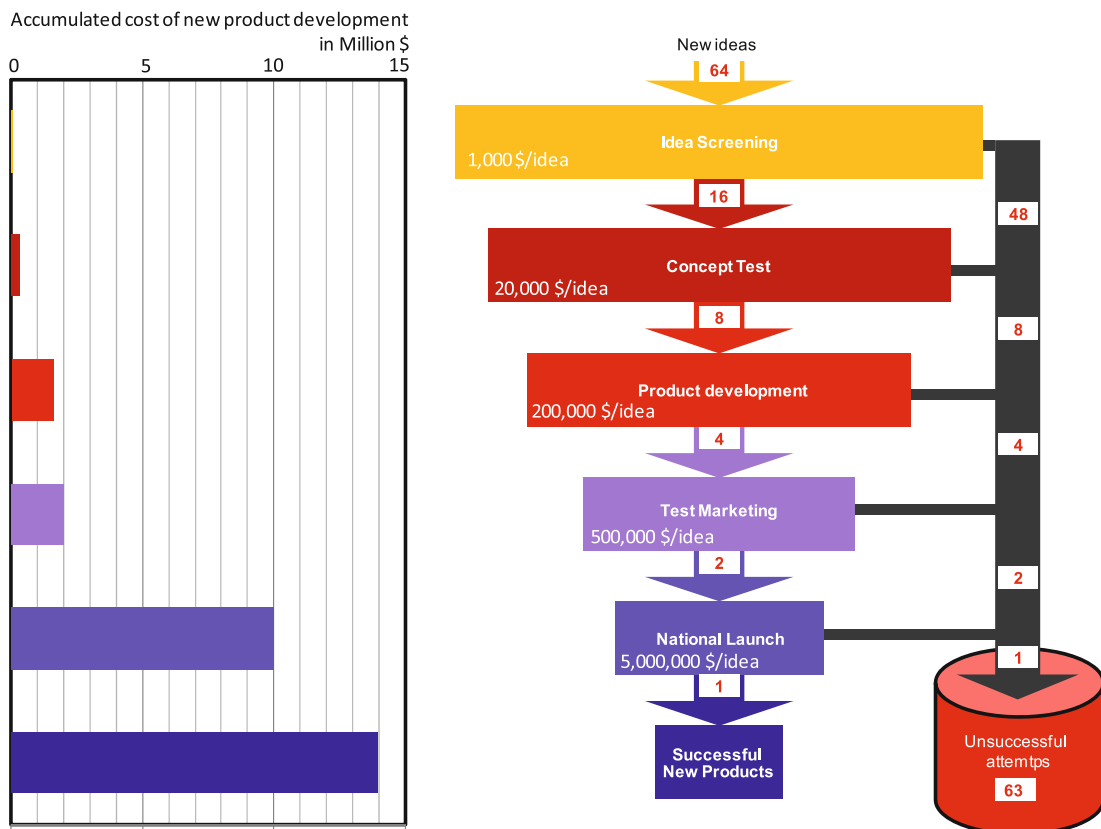 Accumulated cost of new product development
in Million $
0 5 10 15
New ideas
64
Idea Screening
1,000 $/idea
16
48
Concept Test
20,000 $/idea
8
8
Product development
200,000 $/idea
4
4
Test Marketing
500,000 $/idea
2
2
National Launch
5,000,000 $/idea
1
1
Successful
New Products
Unsuccessful
attemtps
63